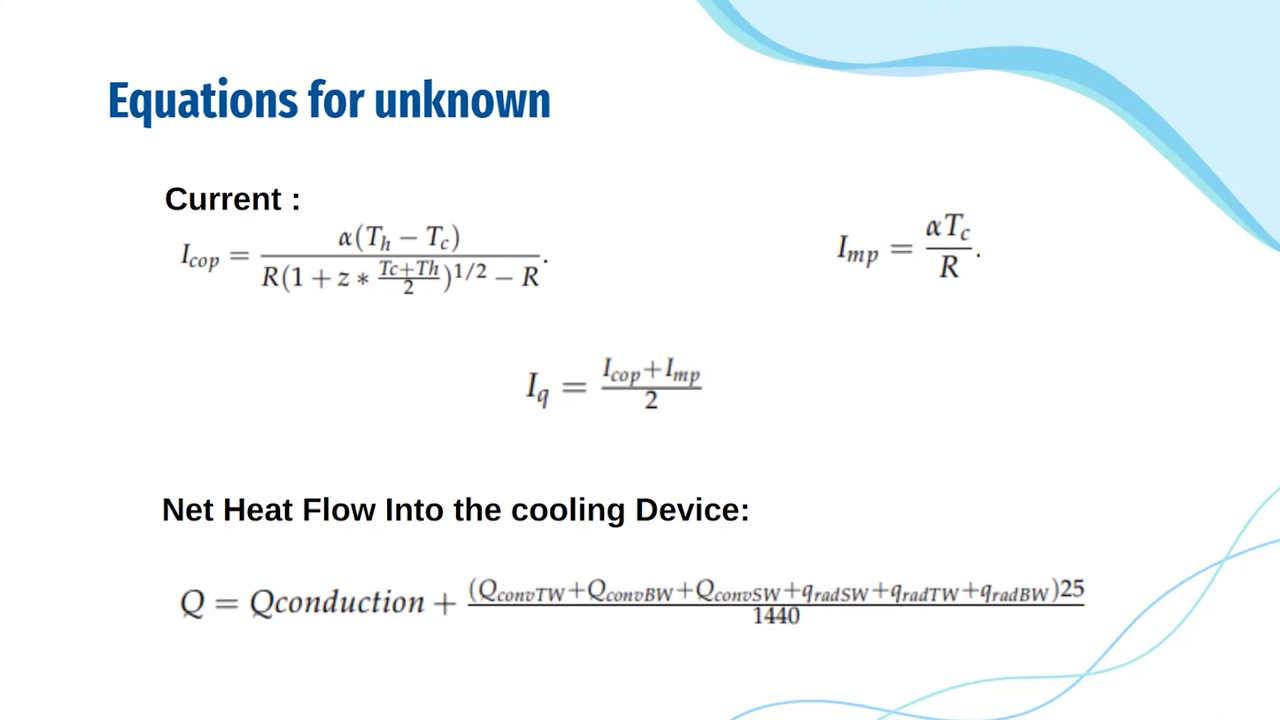 Equations for unknown
Current :
I_cop = α(T_h − T_c) / R(1 + z * (Tc+Th)/2)^1/2 − R.
I_mp = αT_c / R.
I_q = (I_cop+I_mp) / 2
Net Heat Flow Into the cooling Device:
Q = Qconduction + (Q_convTW+Q_convBW+Q_convSW+q_radSW+q_radTW+q_radBW)25 / 1440